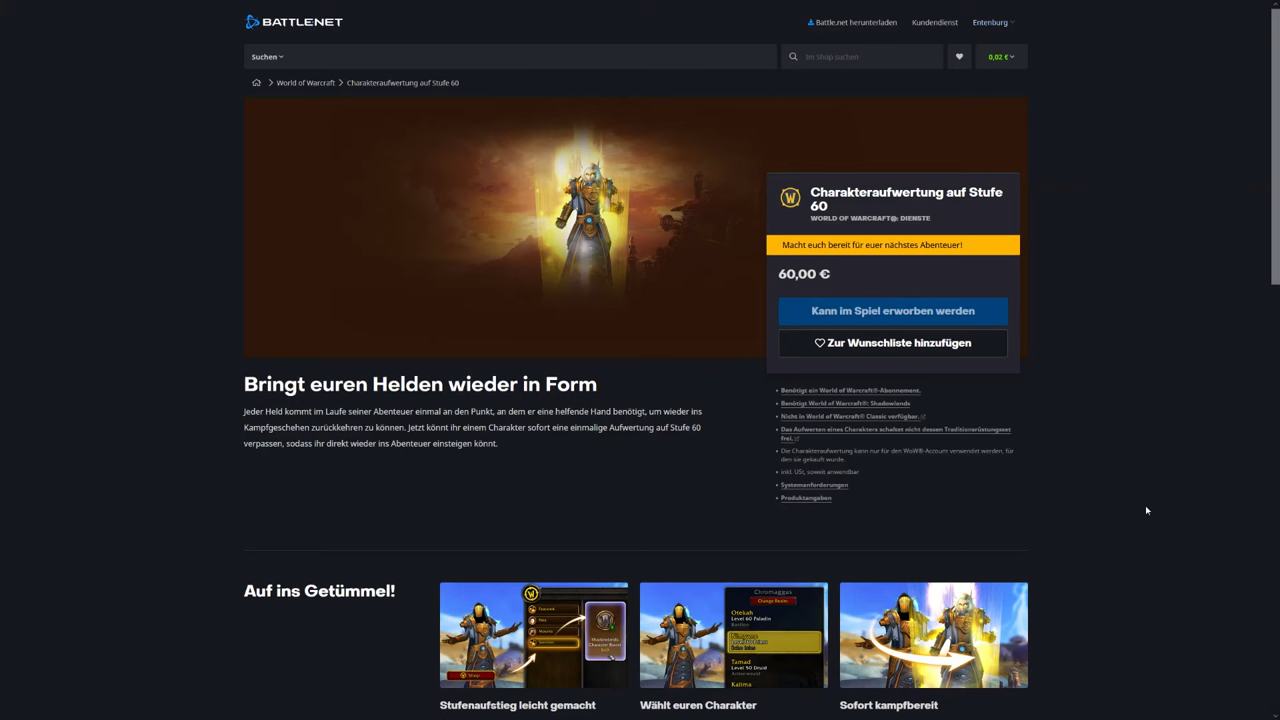 BATTLENET
Battle.net herunterladen Kundendienst Entenburg
Suchen
Im Shop suchen
0,02 €
World of Warcraft Charakteraufwertung auf Stufe 60
Charakteraufwertung auf Stufe
60
WORLD OF WARCRAFT®: DIENSTE
Macht euch bereit für euer nächstes Abenteuer!
60,00 €
Kann im Spiel erworben werden
Zur Wunschliste hinzufügen
Bringt euren Helden wieder in Form
Jeder Held kommt im Laufe seiner Abenteuer einmal an den Punkt, an dem er eine helfende Hand benötigt, um wieder ins
Kampfgeschehen zurückkehren zu können. Jetzt könnt ihr einem Charakter sofort eine einmalige Aufwertung auf Stufe 60
verpassen, sodass ihr direkt wieder ins Abenteuer einsteigen könnt.
• Benötigt ein World of Warcraft®-Abonnement.
• Benötigt World of Warcraft®: Shadowlands
• Nicht in World of Warcraft® Classic verfügbar.
• Das Aufwerten eines Charakters schaltet nicht dessen Traditionsrüstungsset
frei.
• Die Charakteraufwertung kann nur für den WoW®-Account verwendet werden, für
den sie gekauft wurde.
• inkl. USt, soweit anwendbar
• Systemanforderungen
• Produktangaben
Auf ins Getümmel!
Shop
Chromaggus
Change Realm
Otekah
Level 60 Paladin
Bastion
Tamad
Level 50 Druid
Kajima
Stufenaufstieg leicht gemacht
Wählt euren Charakter
Sofort kampfbereit